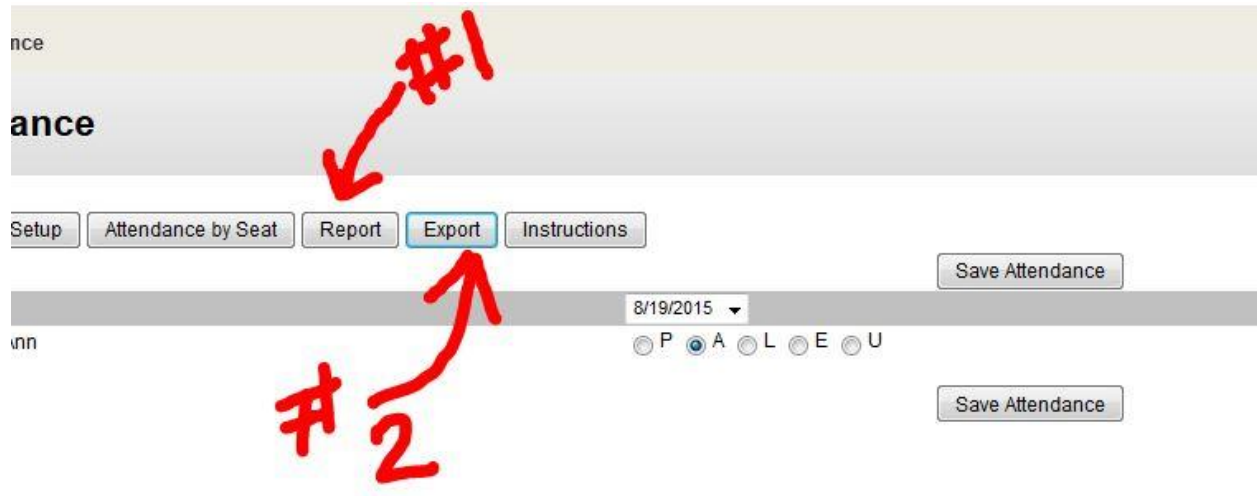 nce
#1
ance
Setup Attendance by Seat Report Export Instructions
Save Attendance
8/19/2015
nn P A L E U
Save Attendance
#2